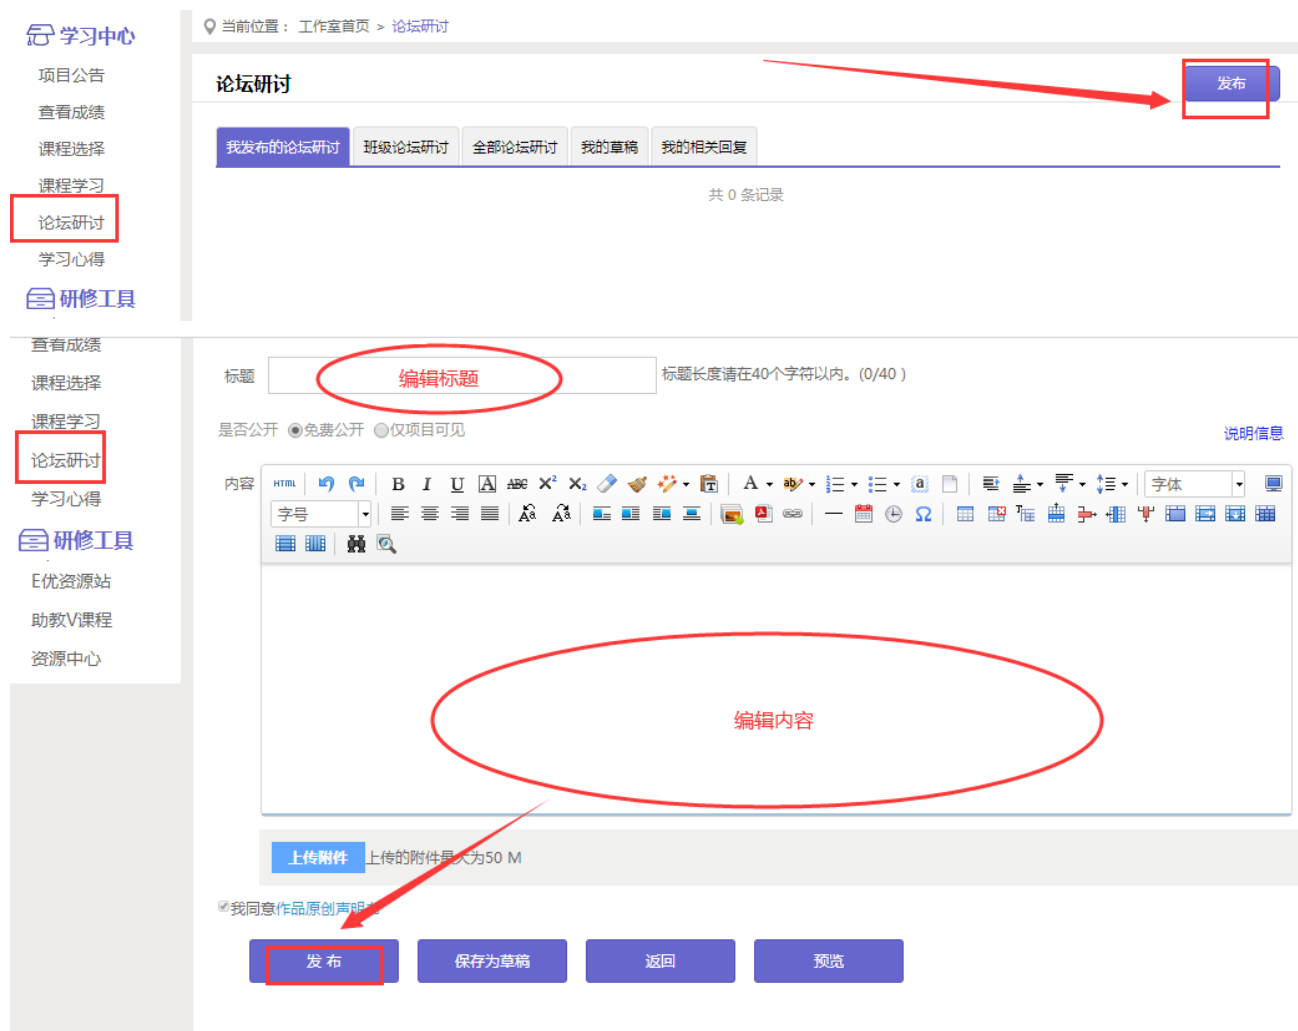 学习中心
项目公告
查看成绩
课程选择
课程学习
论坛研讨
学习心得
研修工具
当前位置： 工作室首页 > 论坛研讨
论坛研讨
发布
我发布的论坛研讨 班级论坛研讨 全部论坛研讨 我的草稿 我的相关回复
共 0 条记录
查看成绩
课程选择
课程学习
论坛研讨
学习心得
研修工具
E优资源站
助教V课程
资源中心
标题 编辑标题 标题长度请在40个字符以内。(0/40 )
是否公开 免费公开 仅项目可见
说明信息
内容 HTML B I U A ABC X² X₂ T A ab a 字体
字号
编辑内容
上传附件 上传的附件最大为50 M
我同意作品原创声明
发 布 保存为草稿 返回 预览